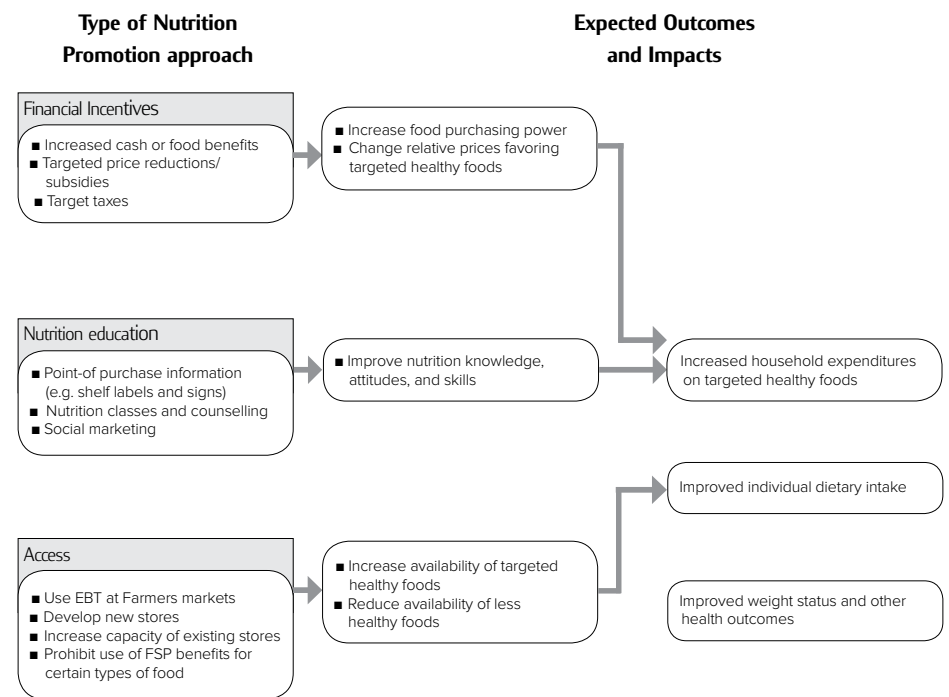 Type of Nutrition
Promotion approach
Expected Outcomes
and Impacts
Financial Incentives
■ Increased cash or food benefits
■ Targeted price reductions/
subsidies
■ Target taxes
■ Increase food purchasing power
■ Change relative prices favoring
targeted healthy foods
Nutrition education
■ Point-of purchase information
(e.g. shelf labels and signs)
■ Nutrition classes and counselling
■ Social marketing
■ Improve nutrition knowledge,
attitudes, and skills
Increased household expenditures
on targeted healthy foods
Improved individual dietary intake
Access
■ Use EBT at Farmers markets
■ Develop new stores
■ Increase capacity of existing stores
■ Prohibit use of FSP benefits for
certain types of food
■ Increase availability of targeted
healthy foods
■ Reduce availability of less
healthy foods
Improved weight status and other
health outcomes